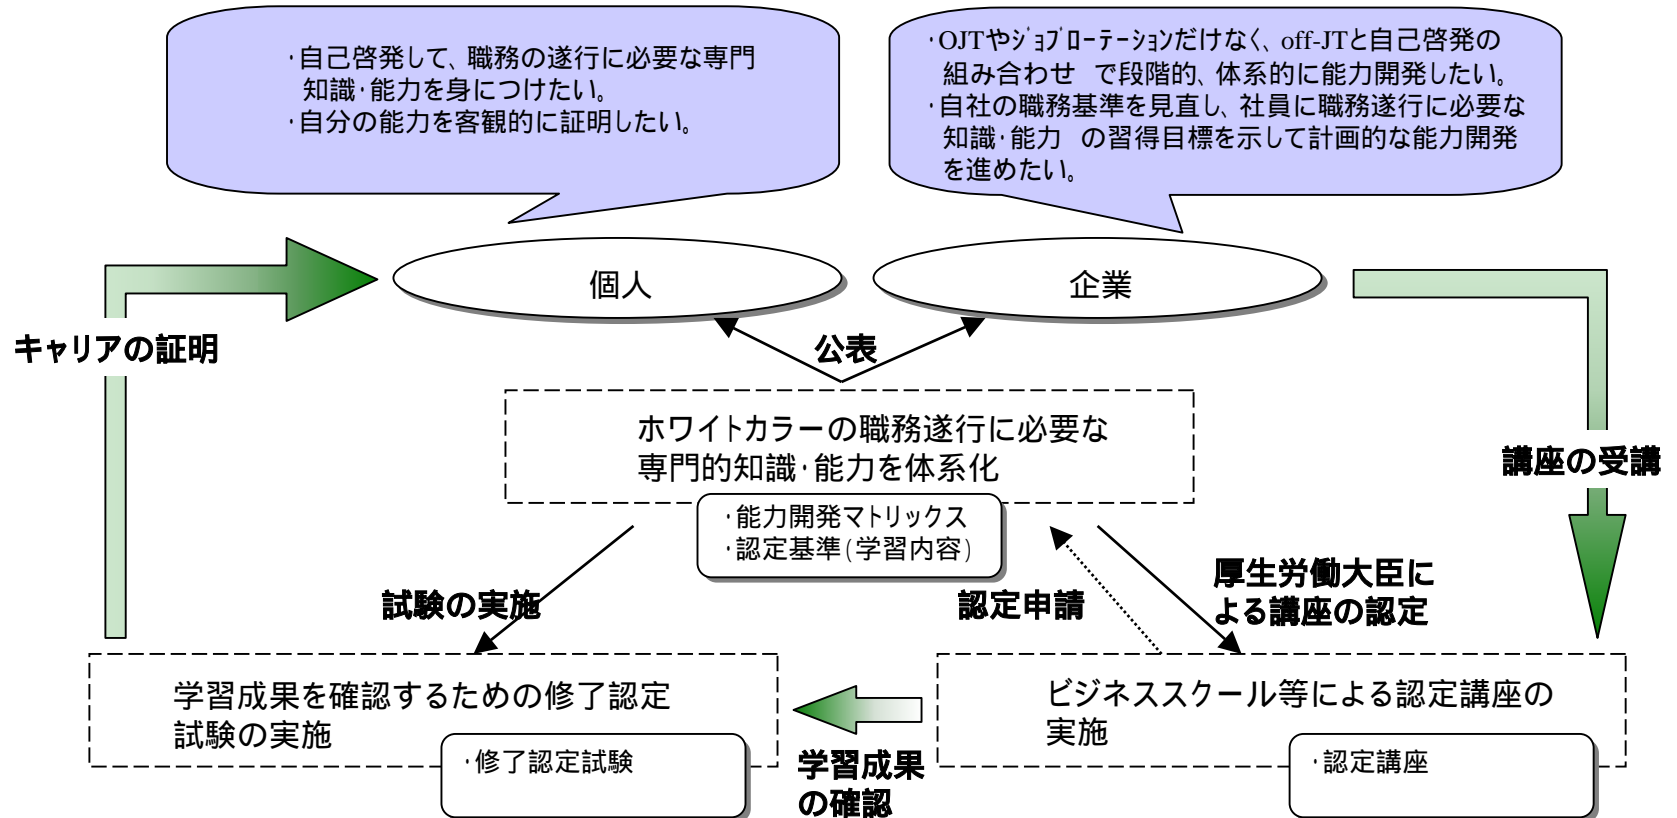 ･自己啓発して、職務の遂行に必要な専門
知識･能力を身につけたい。
･自分の能力を客観的に証明したい。
･OJTやｼﾞｮﾌﾞﾛｰﾃｰｼｮﾝだけなく、off-JTと自己啓発の
組み合わせ で段階的、体系的に能力開発したい。
･自社の職務基準を見直し、社員に職務遂行に必要な
知識･能力 の習得目標を示して計画的な能力開発
を進めたい。
個人
企業
キャリアの証明
公表
ホワイトカラーの職務遂行に必要な
専門的知識･能力を体系化
･能力開発マトリックス
･認定基準(学習内容)
講座の受講
試験の実施
認定申請
厚生労働大臣に
よる講座の認定
学習成果を確認するための修了認定
試験の実施
･修了認定試験
学習成果
の確認
ビジネススクール等による認定講座の
実施
･認定講座